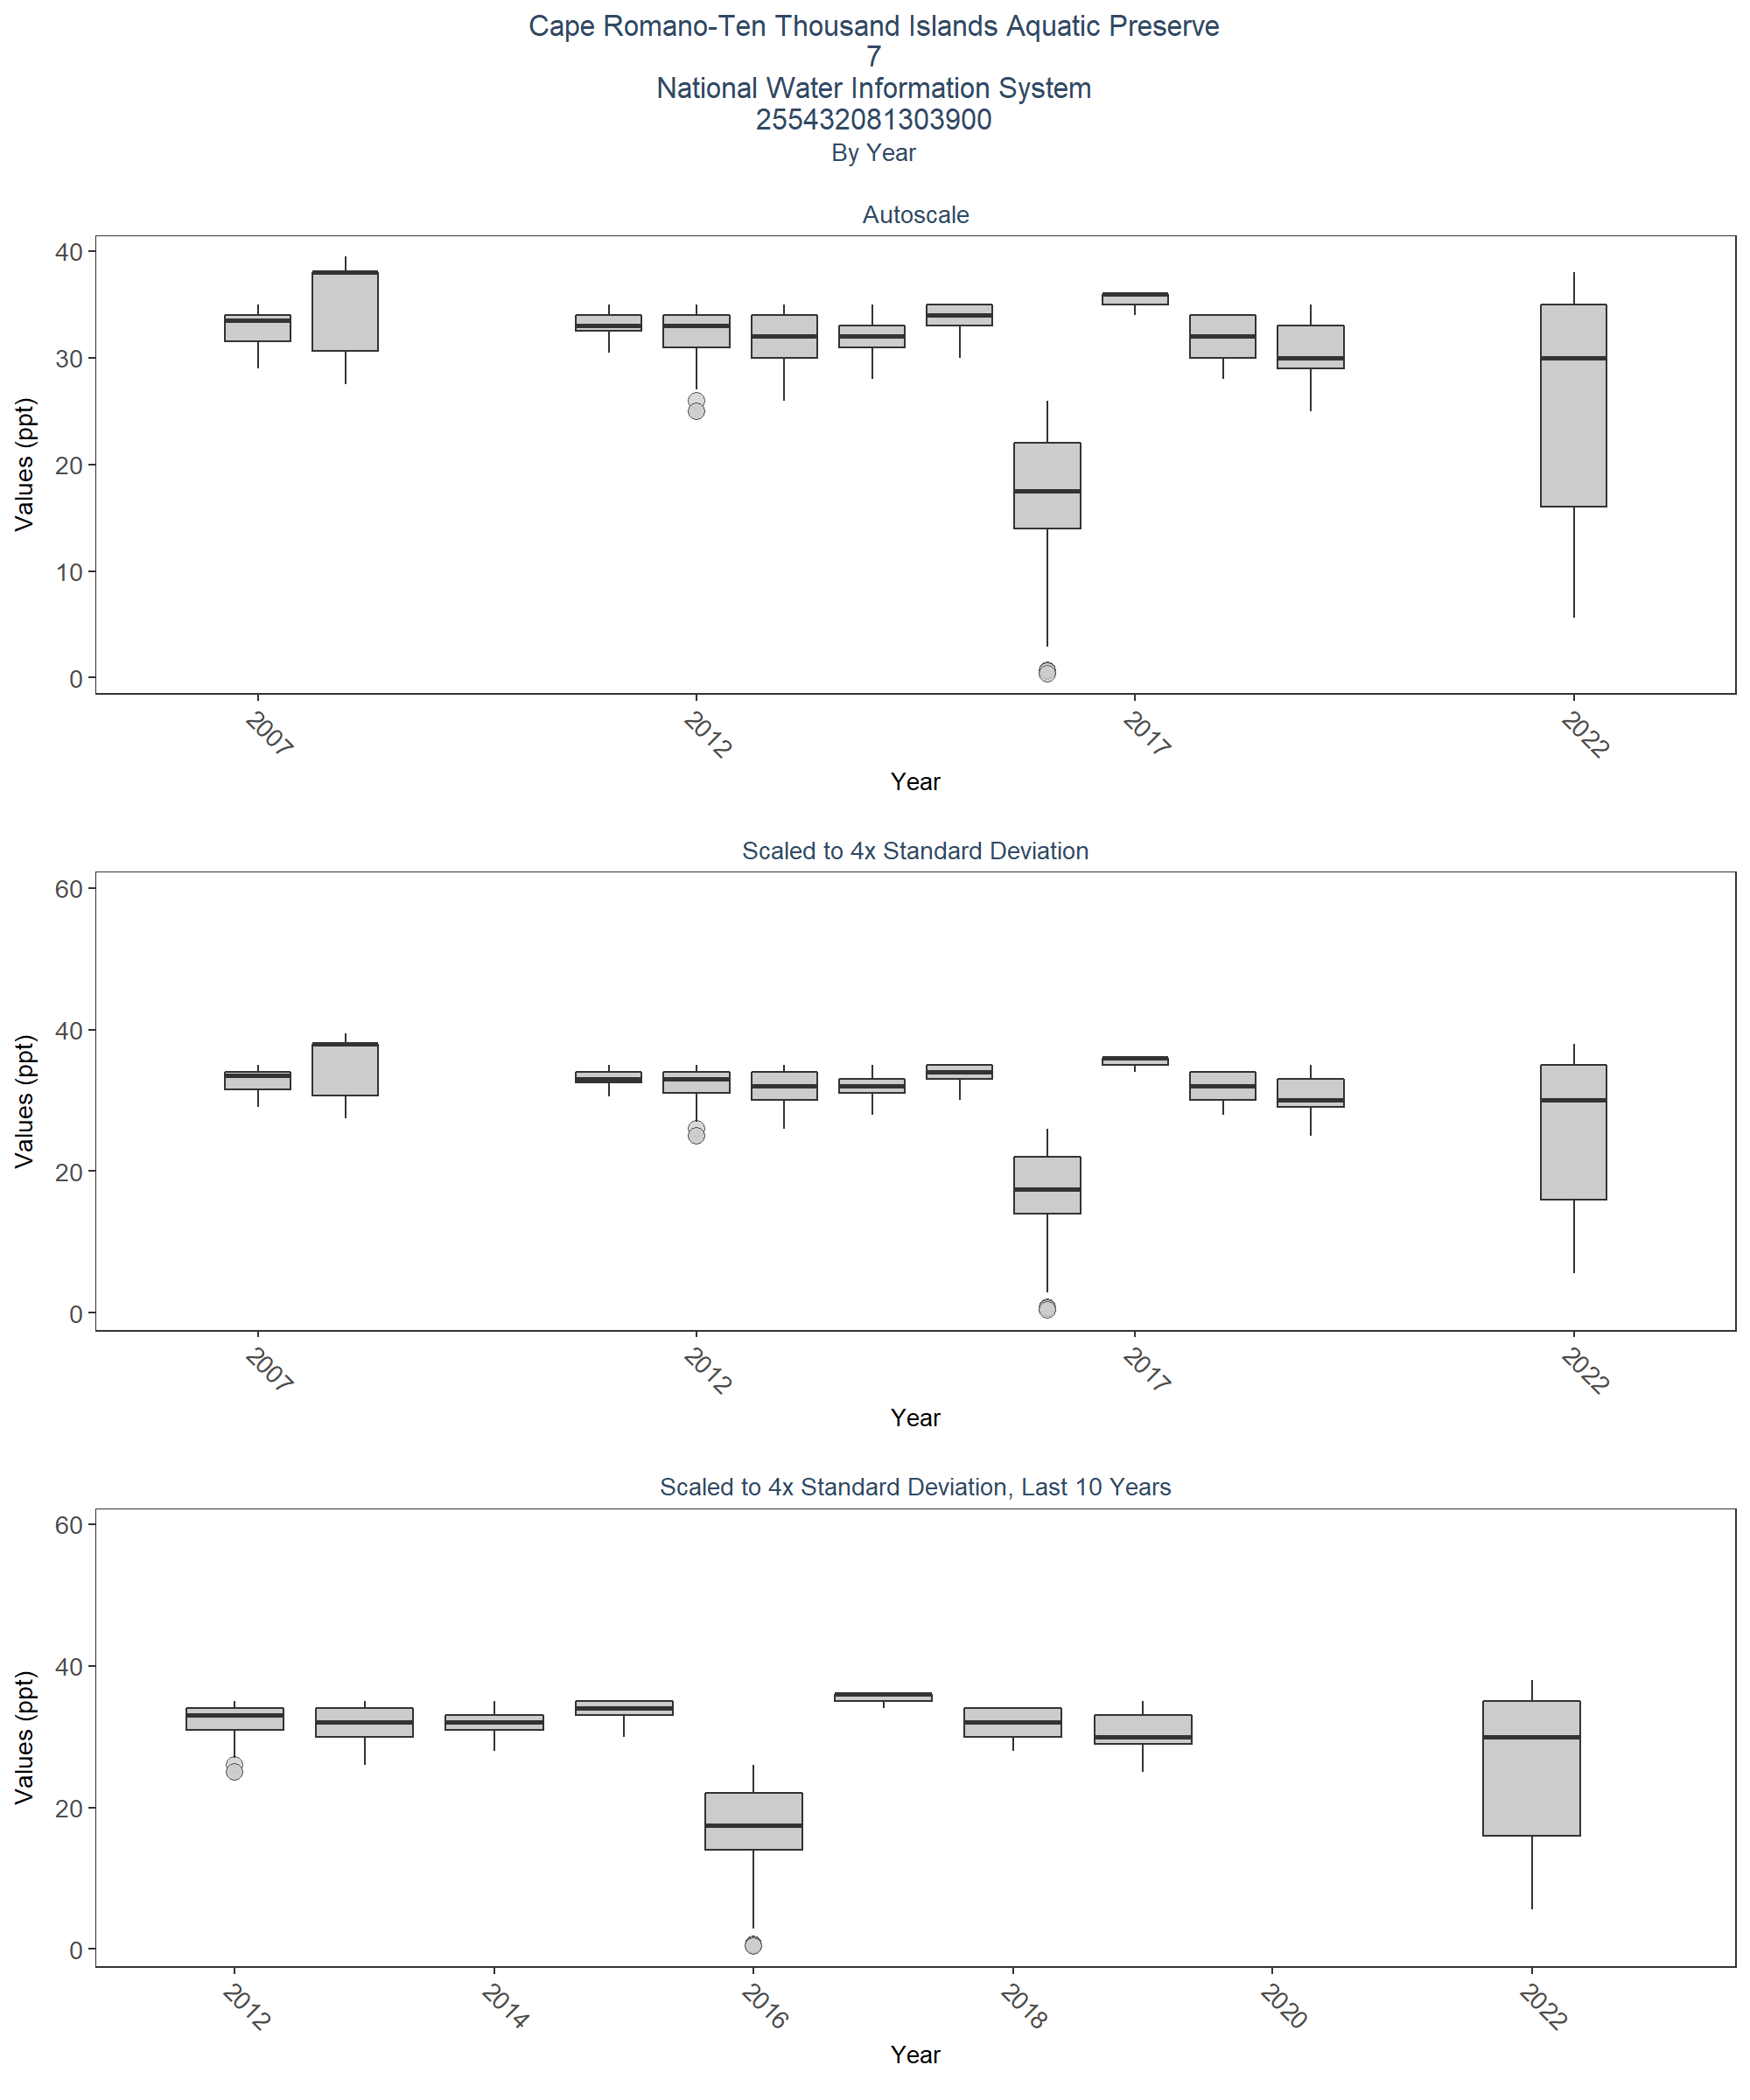 Cape Romano-Ten Thousand Islands Aquatic Preserve
7
National Water Information System
255432081303900
By Year
Autoscale
40
30
20
10
0
Values (ppt)
2007
2012
2017
2022
Year
Scaled to 4x Standard Deviation
60
40
20
0
Values (ppt)
2007
2012
2017
2022
Year
Scaled to 4x Standard Deviation, Last 10 Years
60
40
20
0
Values (ppt)
2012
2014
2016
2018
2020
2022
Year